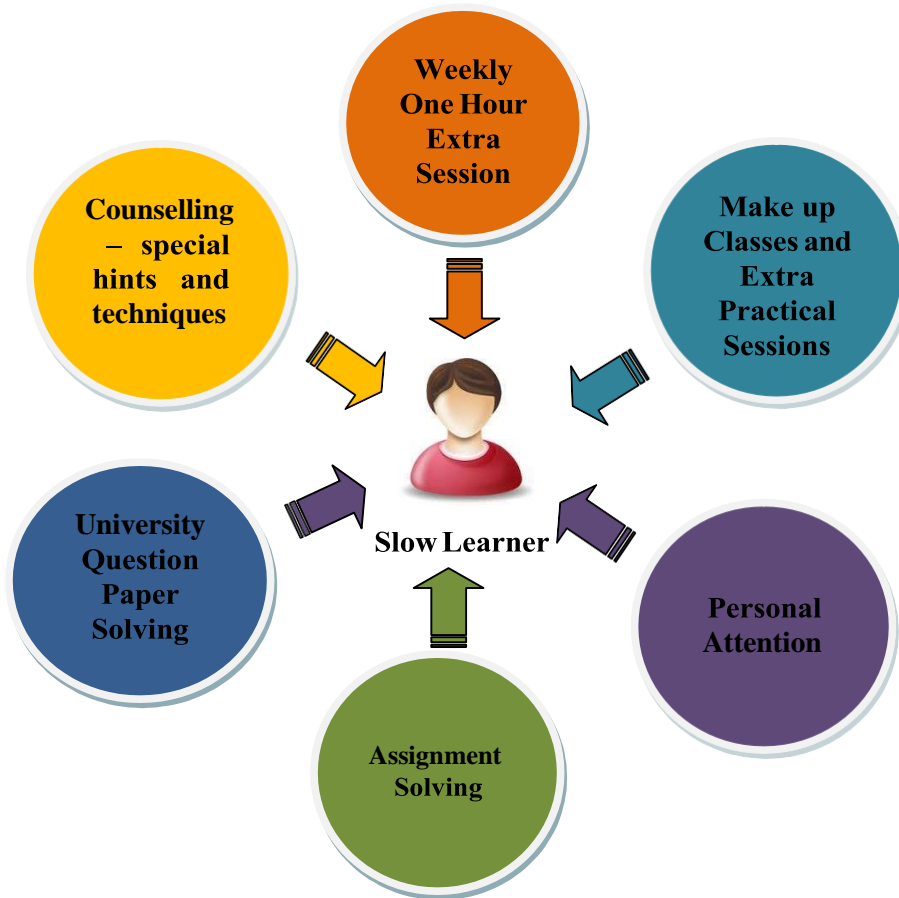 Weekly
One Hour
Extra
Session
Counselling
– special
hints and
techniques
Make up
Classes and
Extra
Practical
Sessions
University
Question
Paper
Solving
Slow Learner
Personal
Attention
Assignment
Solving